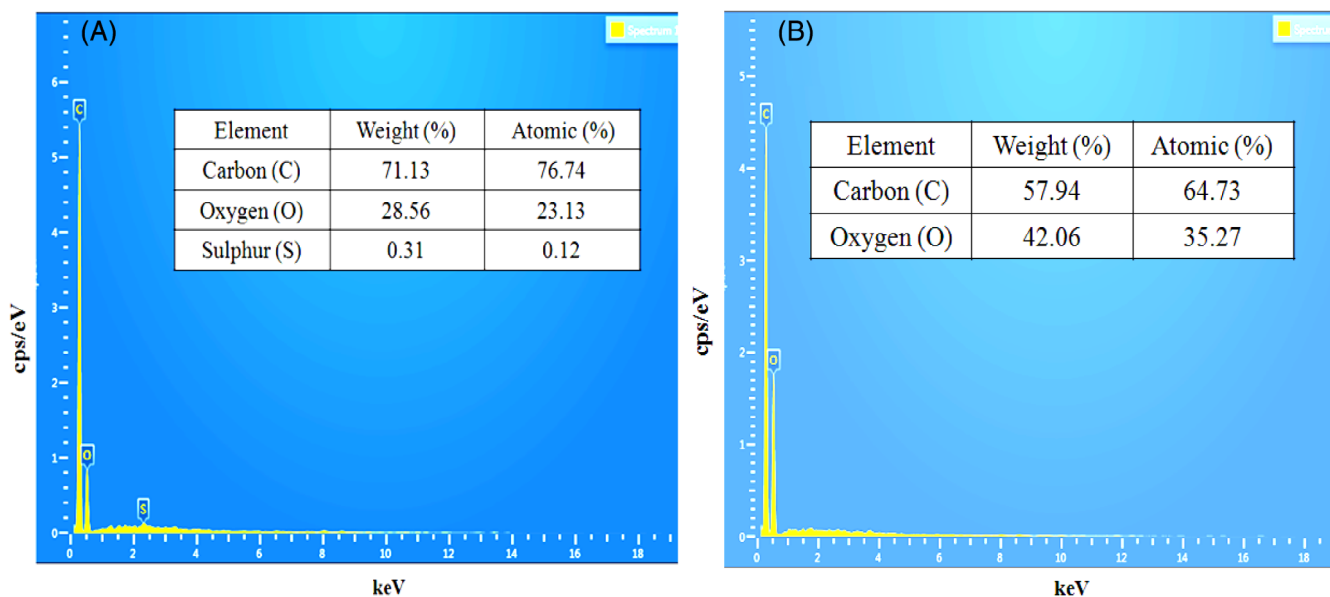 (A)
Spectrum 1
6
5
4
3
2
1
0
C
O
S
Element Weight (%) Atomic (%)
Carbon (C) 71.13 76.74
Oxygen (O) 28.56 23.13
Sulphur (S) 0.31 0.12
cps/eV
0 2 4 6 8 10 12 14 16 18
keV
(B)
Spectru
5
4
3
2
1
0
C
O
Element Weight (%) Atomic (%)
Carbon (C) 57.94 64.73
Oxygen (O) 42.06 35.27
cps/eV
0 2 4 6 8 10 12 14 16 18
keV